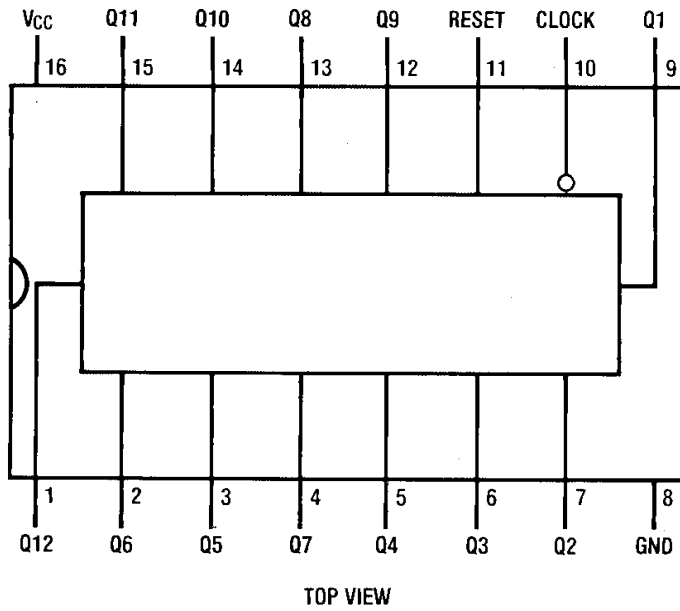 VCC Q11 Q10 Q8 Q9 RESET CLOCK Q1
16 15 14 13 12 11 10 9
1 2 3 4 5 6 7 8
Q12 Q6 Q5 Q7 Q4 Q3 Q2 GND
TOP VIEW